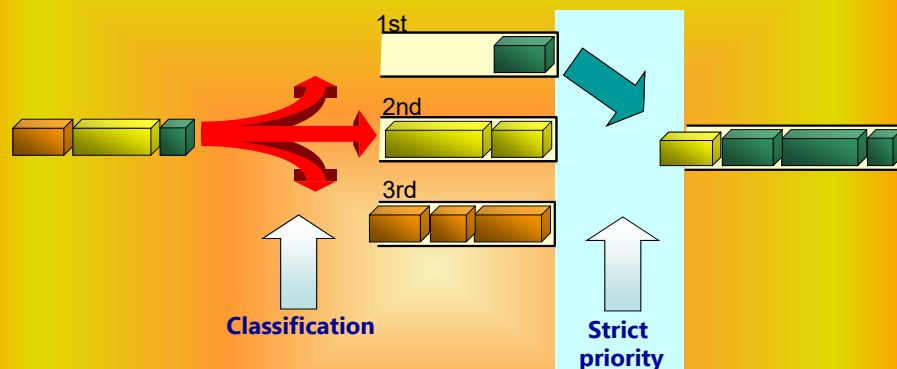 1st
2nd
3rd
Classification
Strict
priority